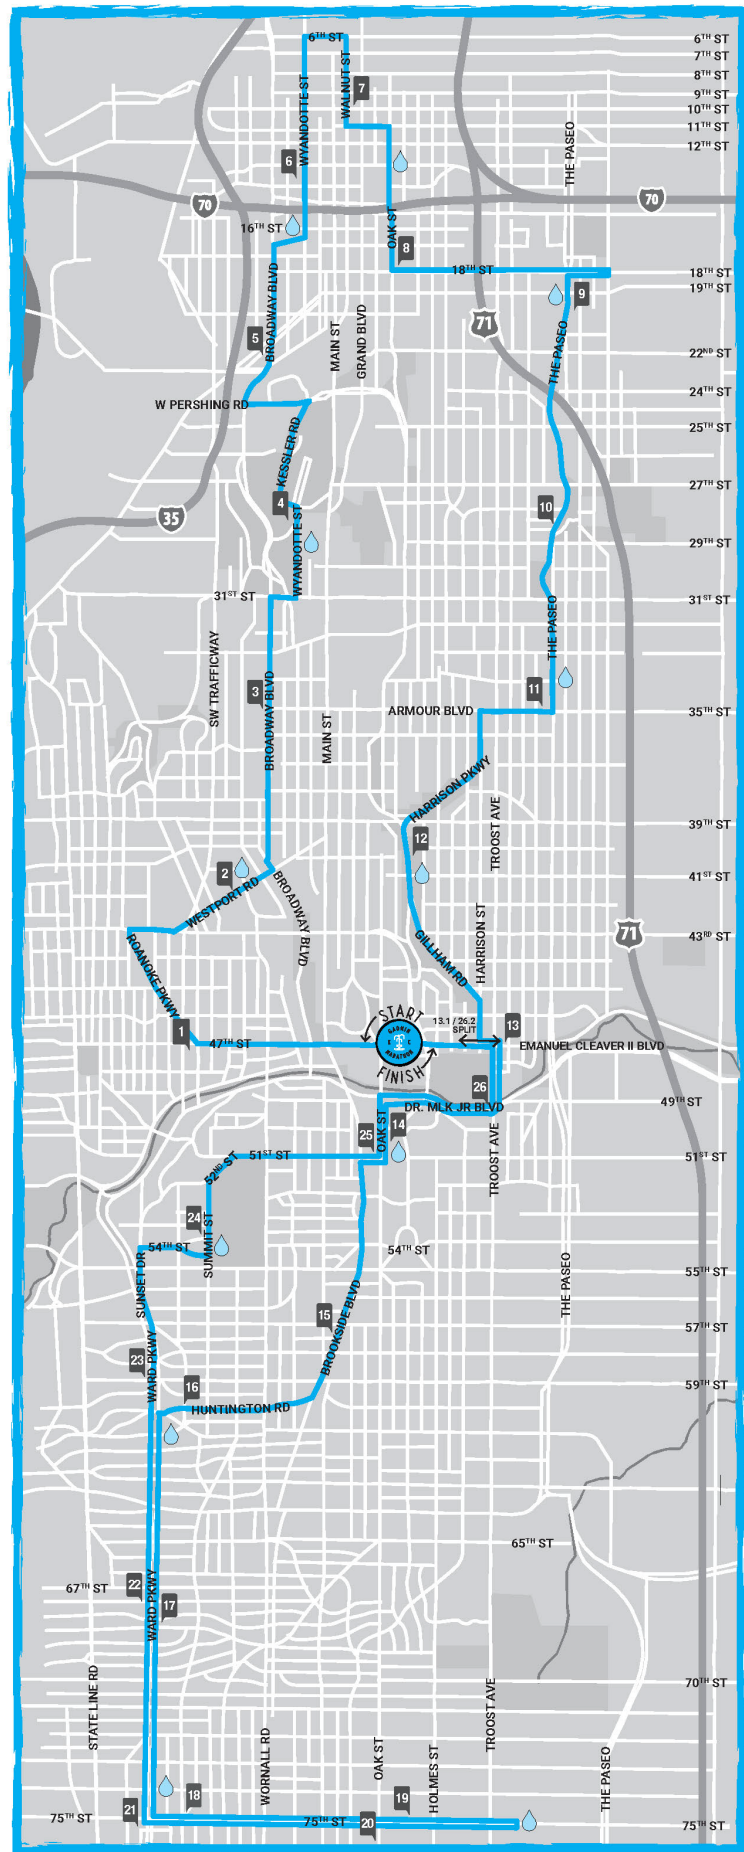 6TH ST
6TH ST
7TH ST
8TH ST
9TH ST
10TH ST
11TH ST
12TH ST
WYANDOTTE ST
WALNUT ST
7
THE PASEO
6
70
70
16TH ST
OAK ST
8
18TH ST
18TH ST
19TH ST
9
BROADWAY BLVD
5
MAIN ST
GRAND BLVD
71
THE PASEO
22ND ST
24TH ST
W PERSHING RD
25TH ST
KESSLER RD
27TH ST
4
10
35
WYANDOTTE ST
29TH ST
31ST ST
31ST ST
THE PASEO
SW TRAFFICWAY
3
BROADWAY BLVD
11
MAIN ST
ARMOUR BLVD
35TH ST
HARRISON PKWY
TROOST AVE
39TH ST
12
2
41ST ST
WESTPORT RD
BROADWAY BLVD
HARRISON ST
43RD ST
71
ROANOKE PKWY
GILLHAM RD
START
GARMIN
KC
MARATHON
FINISH
13.1 / 26.2
SPLIT
13
1
47TH ST
EMANUEL CLEAVER II BLVD
26
49TH ST
DR. MLK JR BLVD
OAK ST
14
25
TROOST AVE
51ST ST
51ST ST
52ND ST
24
SUMMIT ST
54TH ST
54TH ST
SUNSET DR
THE PASEO
55TH ST
15
BROOKSIDE BLVD
57TH ST
23
WARD PKWY
16
59TH ST
HUNTINGTON RD
65TH ST
67TH ST
22
WARD PKWY
17
70TH ST
STATE LINE RD
WORNALL RD
OAK ST
HOLMES ST
TROOST AVE
THE PASEO
18
19
21
75TH ST
75TH ST
20
75TH ST